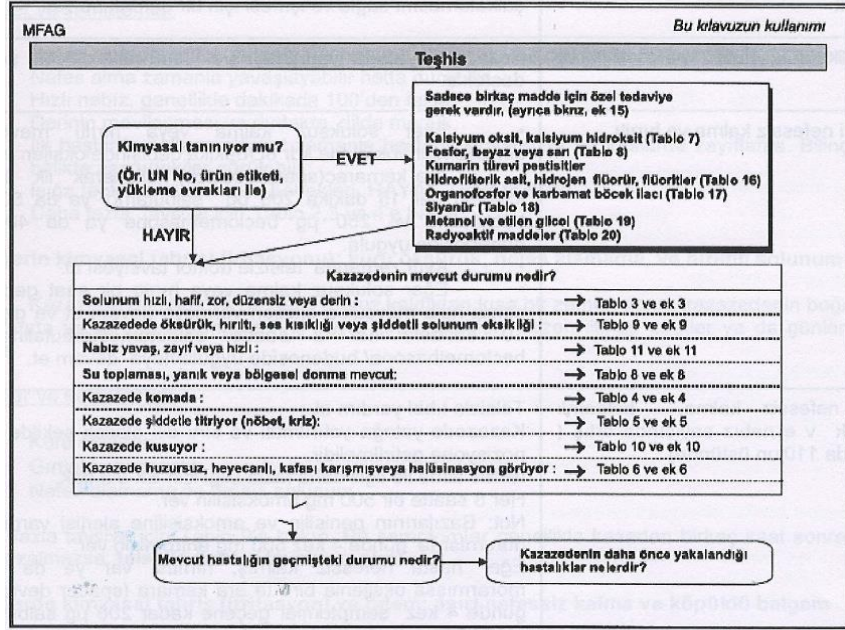 MFAG
Bu kılavuzun kullanımı
Teşhis
Kimyasal tanınıyor mu?
(Ör. UN No, ürün etiketi,
yükleme evrakları ile)
EVET
Sadece birkaç madde için özel tedaviye
gerek vardır. (ayrıca bknz, ek 15)
Kalsiyum oksit, kalsiyum hidroksit (Tablo 7)
Fosfor, beyaz veya sarı (Tablo 8)
Kumarin türevi pestisitler
Hidroflüorik asit, hidrojen flüorür, flüoritler (Tablo 16)
Organofosfor ve karbamat böcek ilacı (Tablo 17)
Siyanür (Tablo 18)
Metanol ve etilen glicol (Tablo 19)
Radyoaktif maddeler (Tablo 20)
HAYIR
Kazazedenin mevcut durumu nedir?
Solunum hızlı, hafif, zor, düzensiz veya derin : → Tablo 3 ve ek 3
Kazazedede öksürük, hırıltı, ses kısıklığı veya şiddetli solunum eksikliği : → Tablo 9 ve ek 9
Nabız yavaş, zayıf veya hızlı : → Tablo 11 ve ek 11
Su toplaması, yanık veya bölgesel donma mevcut: → Tablo 8 ve ek 8
Kazazede komada : → Tablo 4 ve ek 4
Kazazede şiddetle titriyor (nöbet, kriz): → Tablo 5 ve ek 5
Kazazede kusuyor : → Tablo 10 ve ek 10
Kazazede huzursuz, heyecanlı, kafası karışmışveya halüsinasyon görüyor : → Tablo 6 ve ek 6
Mevcut hastalığın geçmişteki durumu nedir?
Kazazedenin daha önce yakalandığı
hastalıklar nelerdir?